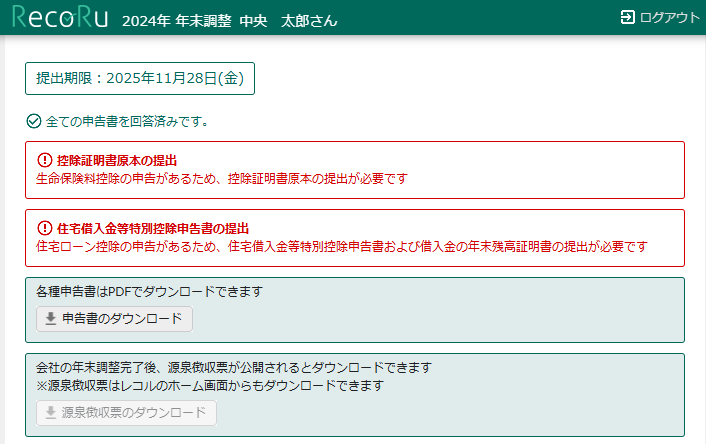 RecoRu 2024年 年末調整 中央　太郎さん ログアウト
提出期限：2025年11月28日(金)
全ての申告書を回答済みです。
控除証明書原本の提出
生命保険料控除の申告があるため、控除証明書原本の提出が必要です
住宅借入金等特別控除申告書の提出
住宅ローン控除の申告があるため、住宅借入金等特別控除申告書および借入金の年末残高証明書の提出が必要です
各種申告書はPDFでダウンロードできます
申告書のダウンロード
会社の年末調整完了後、源泉徴収票が公開されるとダウンロードできます
※源泉徴収票はレコルのホーム画面からもダウンロードできます
源泉徴収票のダウンロード